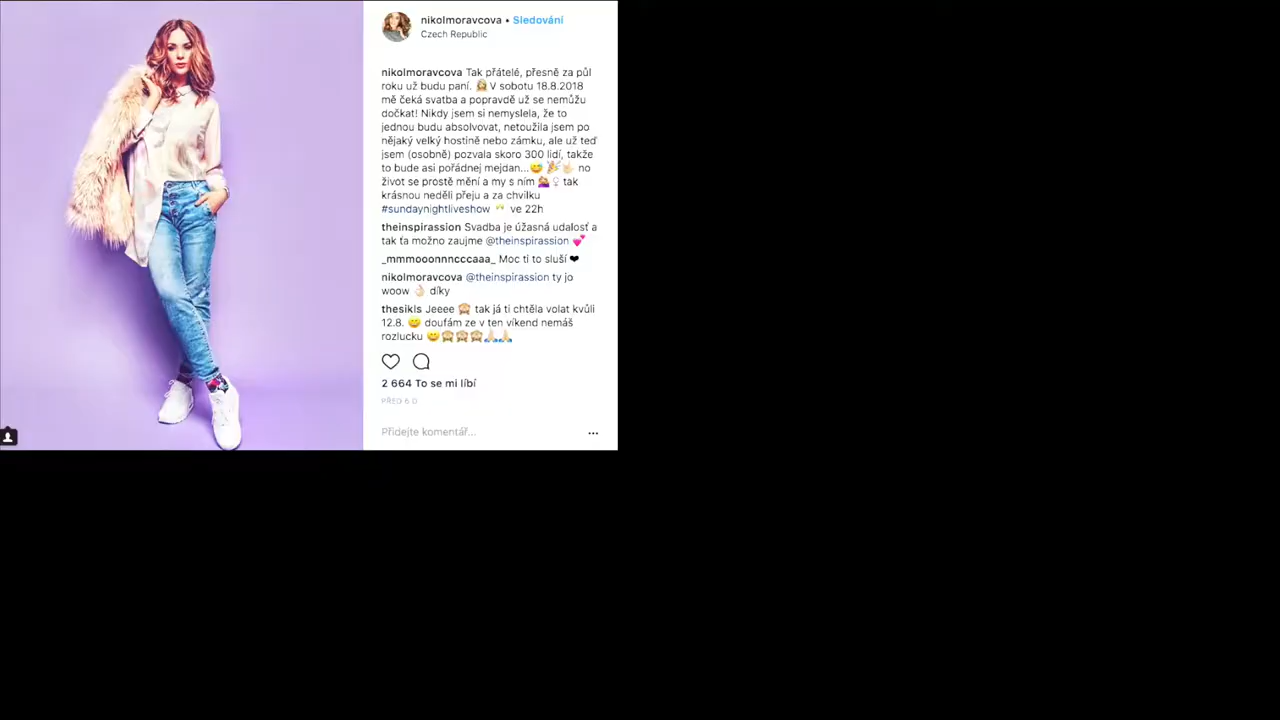 nikolmoravcova • Sledování
Czech Republic
nikolmoravcova Tak přátelé, přesně za půl
roku už budu paní. 👰🏼 V sobotu 18.8.2018
mě čeká svatba a popravdě už se nemůžu
dočkat! Nikdy jsem si nemyslela, že to
jednou budu absolvovat, netoužila jsem po
nějaký velký hostině nebo zámku, ale už teď
jsem (osobně) pozvala skoro 300 lidí, takže
to bude asi pořádnej mejdan...😅 🎉👌🏻 no
život se prostě mění a my s ním 💁🏼♀ tak
krásnou neděli přeju a za chvilku
#sundaynightliveshow 🥂 ve 22h
theinspirassion Svadba je úžasná udalosť a
tak ťa možno zaujme @theinspirassion 💕
_mmmooonnncccaaa_ Moc ti to sluší ❤
nikolmoravcova @theinspirassion ty jo
woow 👌🏻 díky
thesikls Jeeee 🙈 tak já ti chtěla volat kvůli
12.8. 😋 doufám ze v ten víkend nemáš
rozlucku 😋🙈🙈🙈🙏🏻🙏🏻
2 664 To se mi líbí
PŘED 6 D
Přidejte komentář...